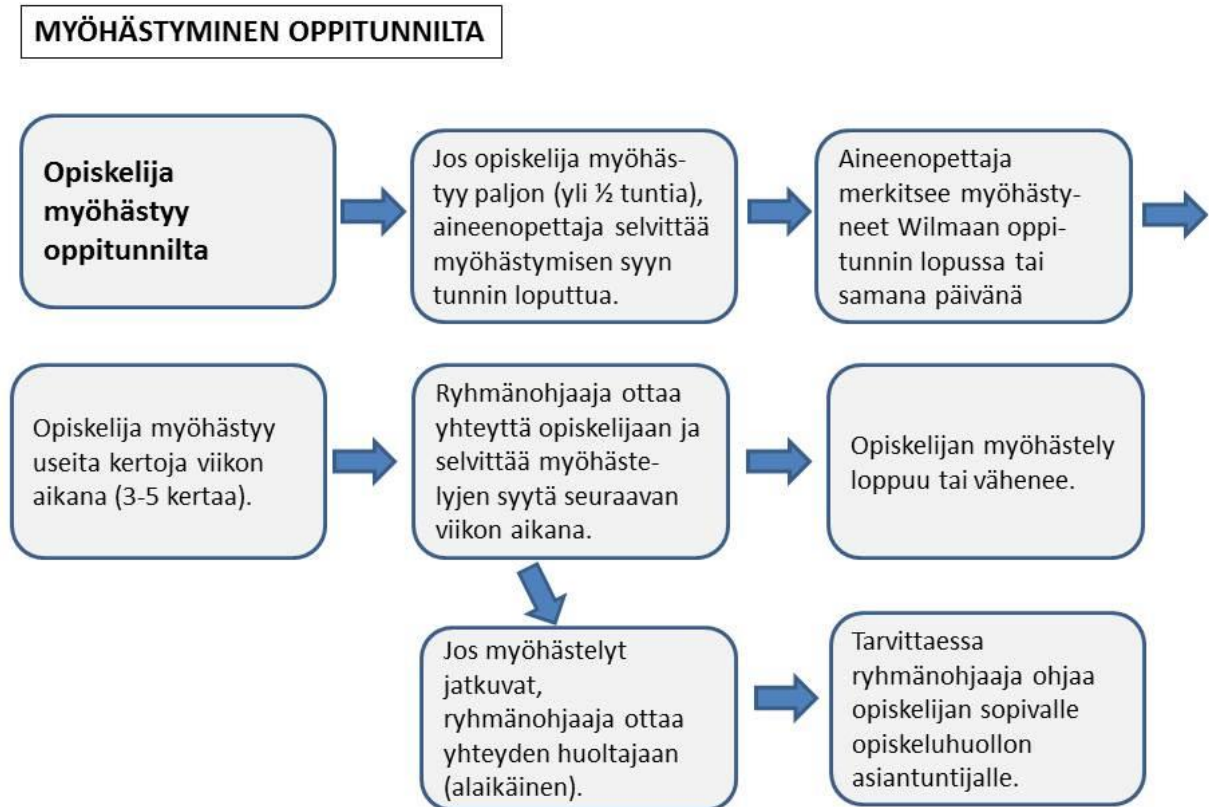 MYÖHÄSTYMINEN OPPITUNNILTA
Opiskelija
myöhästyy
oppitunnilta
Jos opiskelija myöhäs-
tyy paljon (yli ½ tuntia),
aineenopettaja selvittää
myöhästymisen syyn
tunnin loputtua.
Aineenopettaja
merkitsee myöhästy-
neet Wilmaan oppi-
tunnin lopussa tai
samana päivänä
Opiskelija myöhästyy
useita kertoja viikon
aikana (3-5 kertaa).
Ryhmänohjaaja ottaa
yhteyttä opiskelijaan ja
selvittää myöhäste-
lyjen syytä seuraavan
viikon aikana.
Opiskelijan myöhästely
loppuu tai vähenee.
Jos myöhästelyt
jatkuvat,
ryhmänohjaaja ottaa
yhteyden huoltajaan
(alaikäinen).
Tarvittaessa
ryhmänohjaaja ohjaa
opiskelijan sopivalle
opiskeluhuollon
asiantuntijalle.